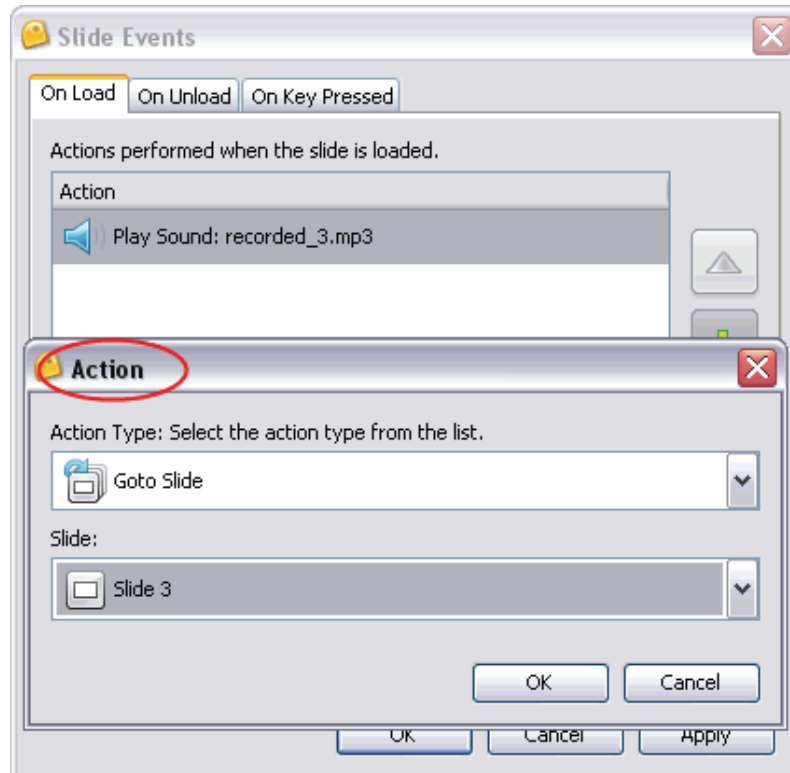 Slide Events
On Load On Unload On Key Pressed
Actions performed when the slide is loaded.
Action
Play Sound: recorded_3.mp3
Action
Action Type: Select the action type from the list.
Goto Slide
Slide:
Slide 3
OK Cancel
OK Cancel Apply